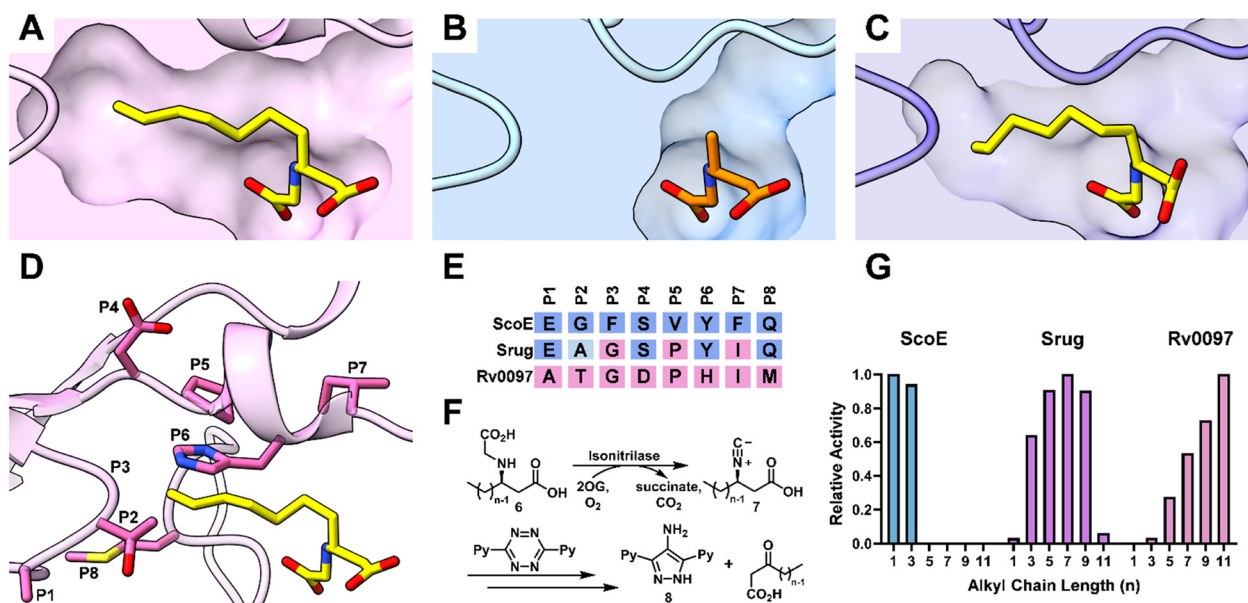 A
B
C
D
P4
P5
P7
P6
P3
P2
P8
P1
E
P1 P2 P3 P4 P5 P6 P7 P8
ScoE E G F S V Y F Q
Srug E A G S P Y I Q
Rv0097 A T G D P H I M
F
CO₂H
NH O
OH
n-1
6
Isonitrilase
2OG,
O₂
succinate,
CO₂
C−
N+ O
OH
n-1
7
N N
Py Py
N N
NH₂
Py Py
N NH
8
+
O
n-1
CO₂H
G
ScoE Srug Rv0097
Relative Activity
1.0
0.8
0.6
0.4
0.2
0.0
1 3 5 7 9 11 1 3 5 7 9 11 1 3 5 7 9 11
Alkyl Chain Length (n)